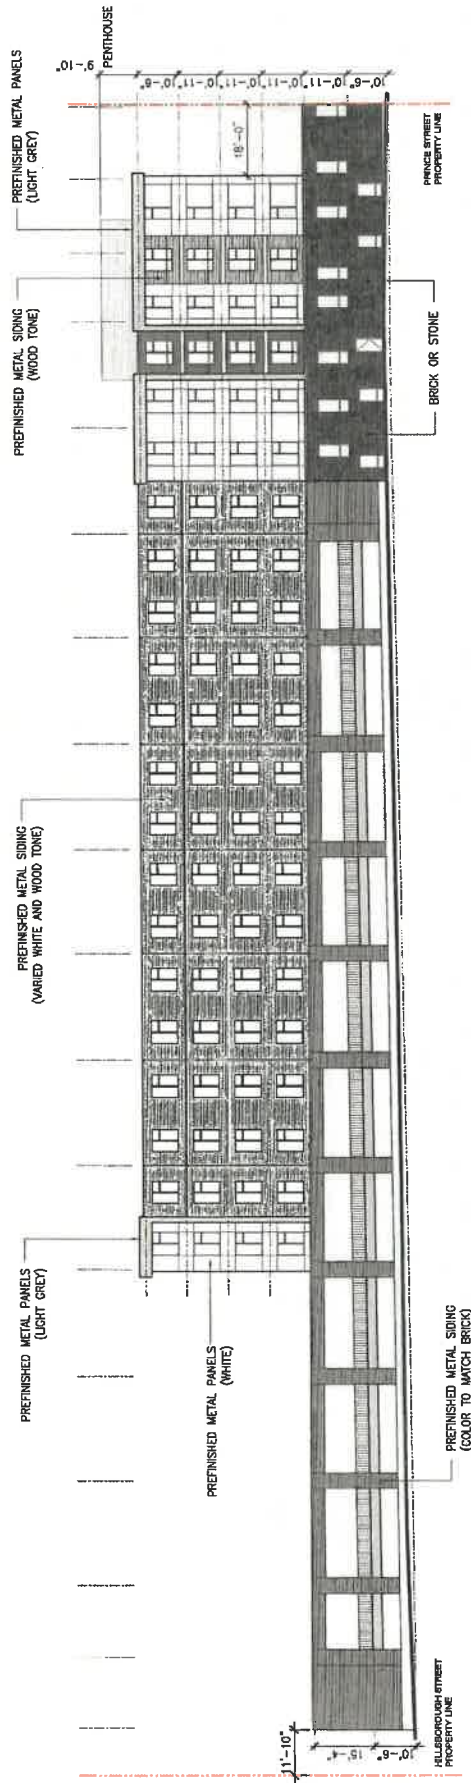 PREFINISHED METAL PANELS
(LIGHT GREY)
PREFINISHED METAL PANELS
(WHITE)
PREFINISHED METAL SIDING
(VARIED WHITE AND WOOD TONE)
PREFINISHED METAL SIDING
(WOOD TONE)
PREFINISHED METAL PANELS
(LIGHT GREY)
9'-10"
PENTHOUSE
10'-6"
10'-11"
10'-11"
10'-11"
10'-11"
10'-6"
18'-0"
11'-10"
15'-4"
10'-6"
HILLSBOROUGH STREET
PROPERTY LINE
PREFINISHED METAL SIDING
(COLOR TO MATCH BRICK)
BRICK OR STONE
PRINCE STREET
PROPERTY LINE